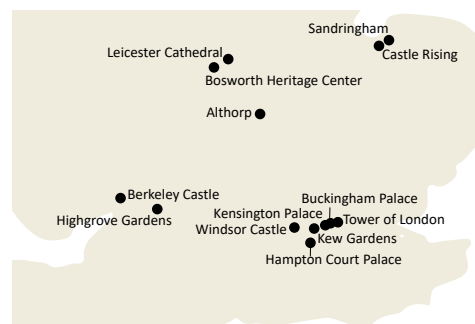 Sandringham
Leicester Cathedral
Castle Rising
Bosworth Heritage Center
Althorp
Berkeley Castle
Buckingham Palace
Highgrove Gardens
Kensington Palace
Tower of London
Windsor Castle
Kew Gardens
Hampton Court Palace